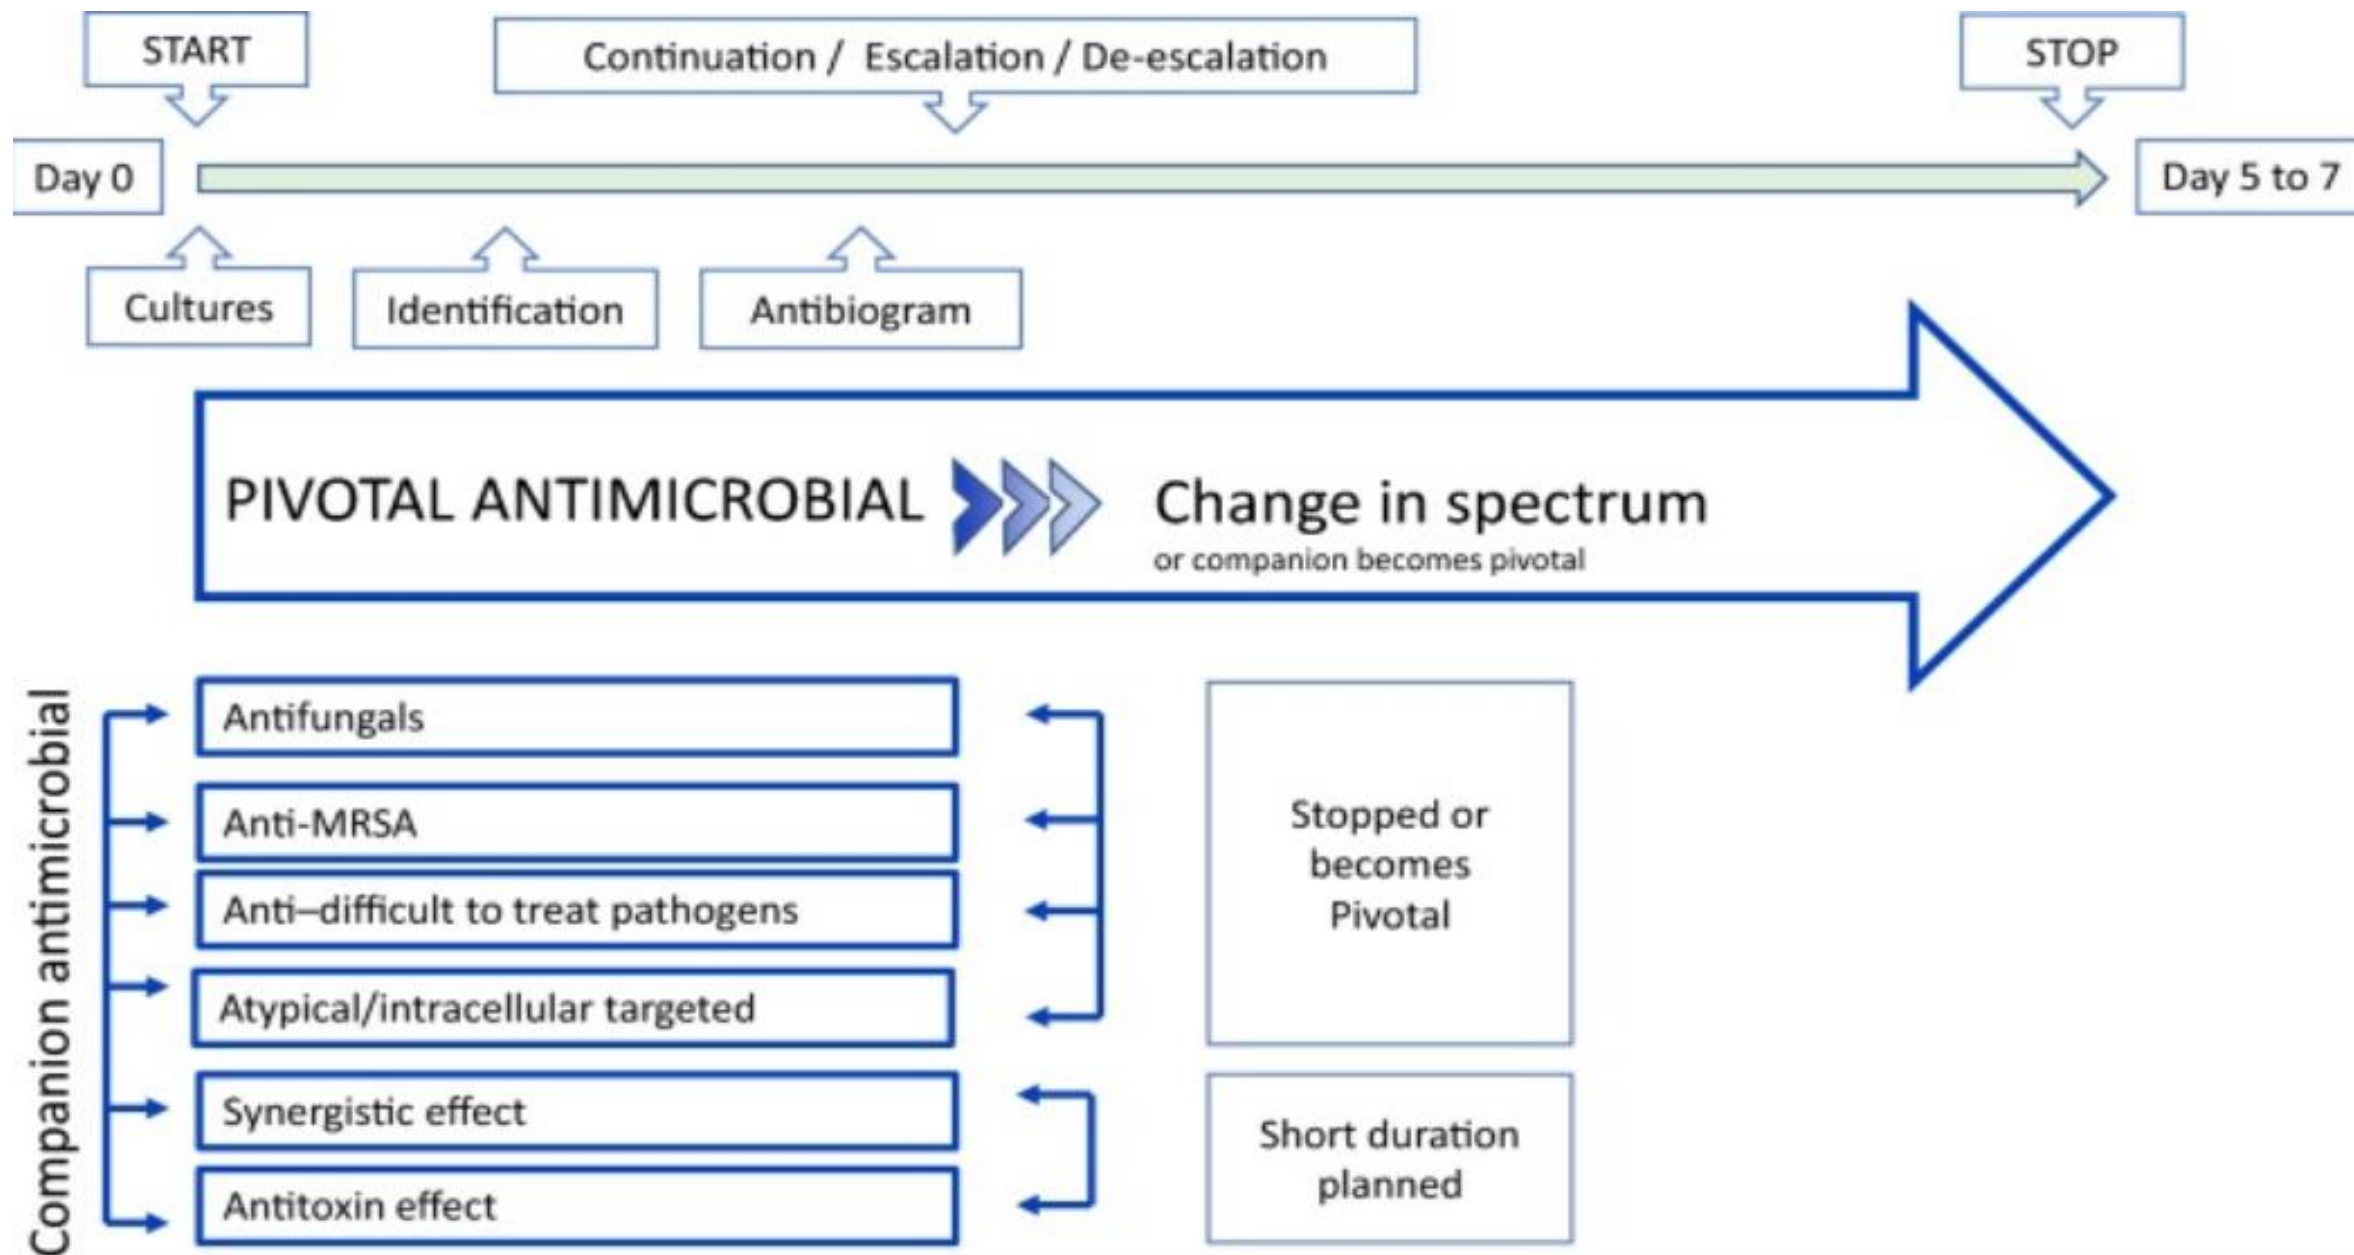 START
Continuation / Escalation / De-escalation
STOP
Day 0
Day 5 to 7
Cultures
Identification
Antibiogram
PIVOTAL ANTIMICROBIAL
Change in spectrum
or companion becomes pivotal
Companion antimicrobial
Antifungals
Anti-MRSA
Anti–difficult to treat pathogens
Atypical/intracellular targeted
Synergistic effect
Antitoxin effect
Stopped or
becomes
Pivotal
Short duration
planned